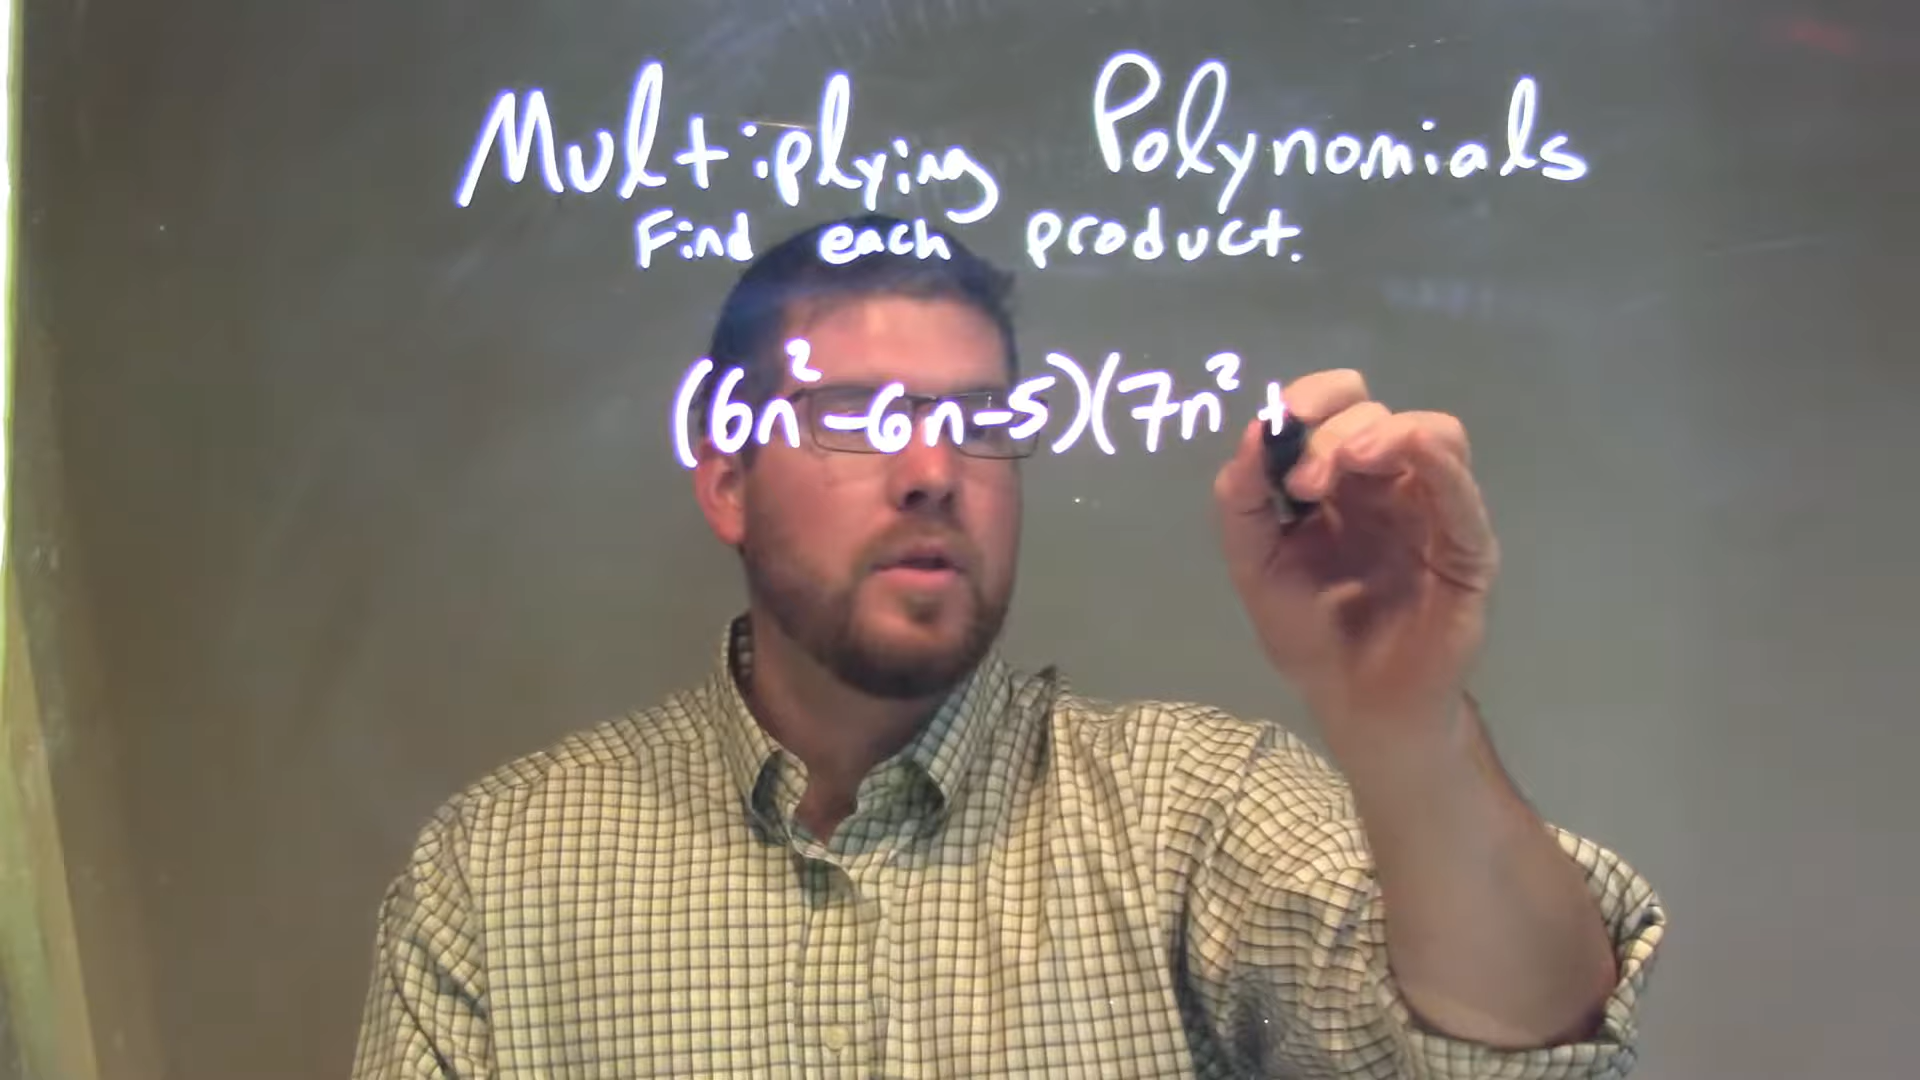 Multiplying Polynomials
Find each product.
(6n²-6n-5)(7n²+